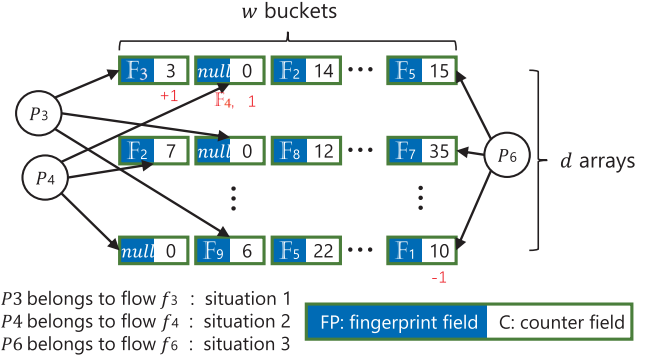 w buckets
𝔽3 3 null 0 𝔽2 14 ... 𝔽5 15
+1 𝔽4, 1
P3
𝔽2 7 null 0 𝔽8 12 ... 𝔽7 35
P4 P6 d arrays
null 0 𝔽9 6 𝔽5 22 ... 𝔽1 10
-1
P3 belongs to flow f3 : situation 1
P4 belongs to flow f4 : situation 2
P6 belongs to flow f6 : situation 3
FP: fingerprint field C: counter field